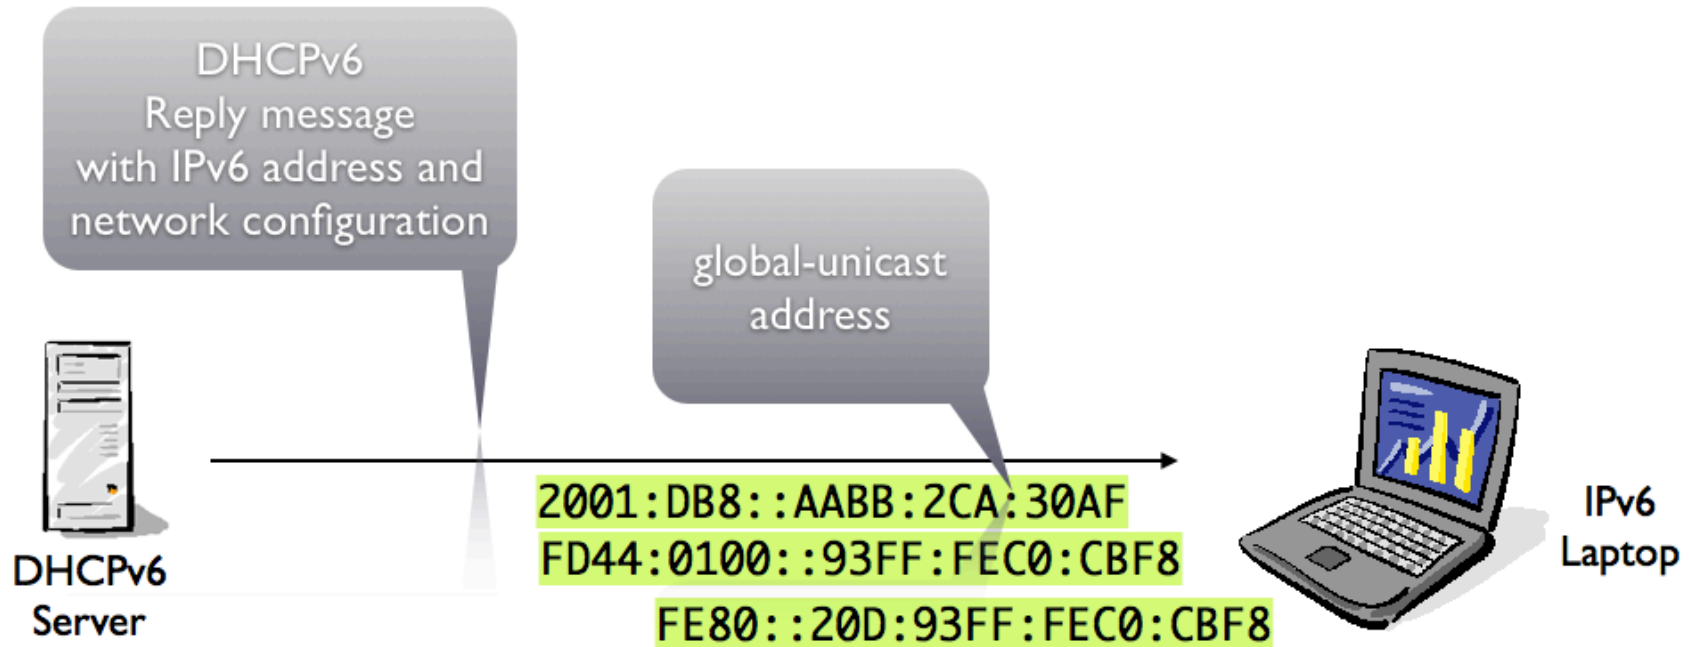 DHCPv6
Reply message
with IPv6 address and
network configuration
global-unicast
address
2001:DB8::AABB:2CA:30AF
FD44:0100::93FF:FEC0:CBF8
FE80::20D:93FF:FEC0:CBF8
DHCPv6
Server
IPv6
Laptop